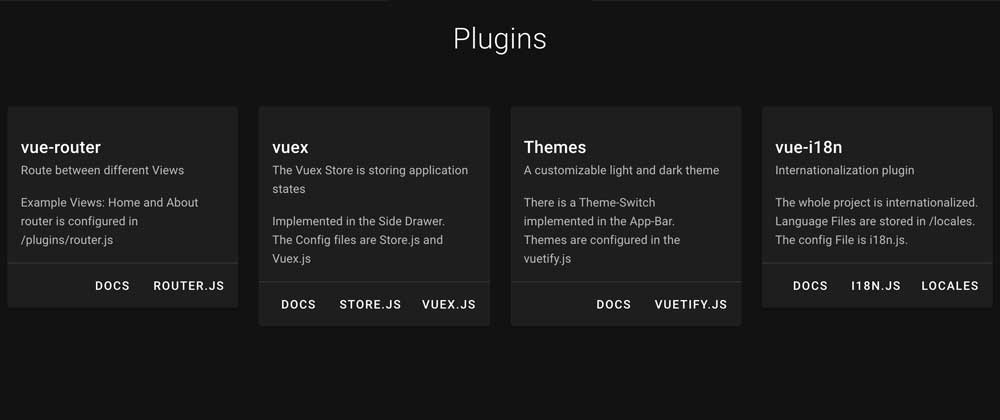 Plugins
vue-router
Route between different Views
Example Views: Home and About
router is configured in
/plugins/router.js
DOCS ROUTER.JS
vuex
The Vuex Store is storing application
states
Implemented in the Side Drawer.
The Config files are Store.js and
Vuex.js
DOCS STORE.JS VUEX.JS
Themes
A customizable light and dark theme
There is a Theme-Switch
implemented in the App-Bar.
Themes are configured in the
vuetify.js
DOCS VUETIFY.JS
vue-i18n
Internationalization plugin
The whole project is internationalized.
Language Files are stored in /locales.
The config File is i18n.js.
DOCS I18N.JS LOCALES